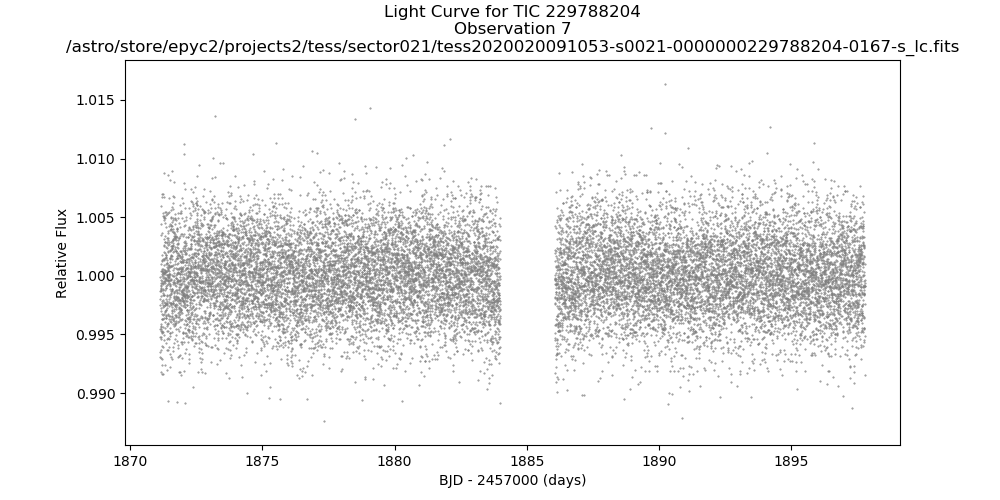 Light Curve for TIC 229788204
Observation 7
/astro/store/epyc2/projects2/tess/sector021/tess2020020091053-s0021-0000000229788204-0167-s_lc.fits
1.015
1.010
1.005
1.000
0.995
0.990
Relative Flux
1870 1875 1880 1885 1890 1895
BJD - 2457000 (days)